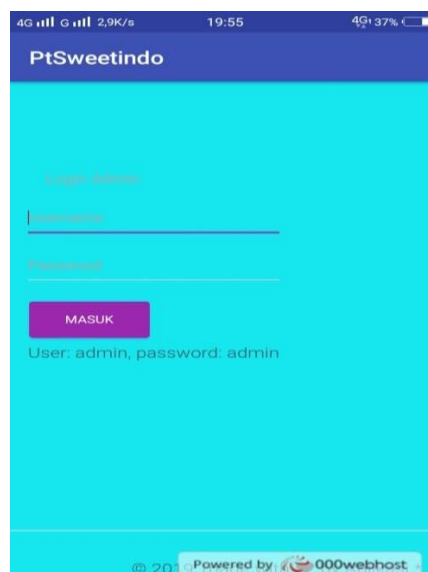 4G G 2,9K/s 19:55 4G 37%
PtSweetindo
Login Admin
Username
Password
MASUK
User: admin, password: admin
© 201
Powered by 000webhost